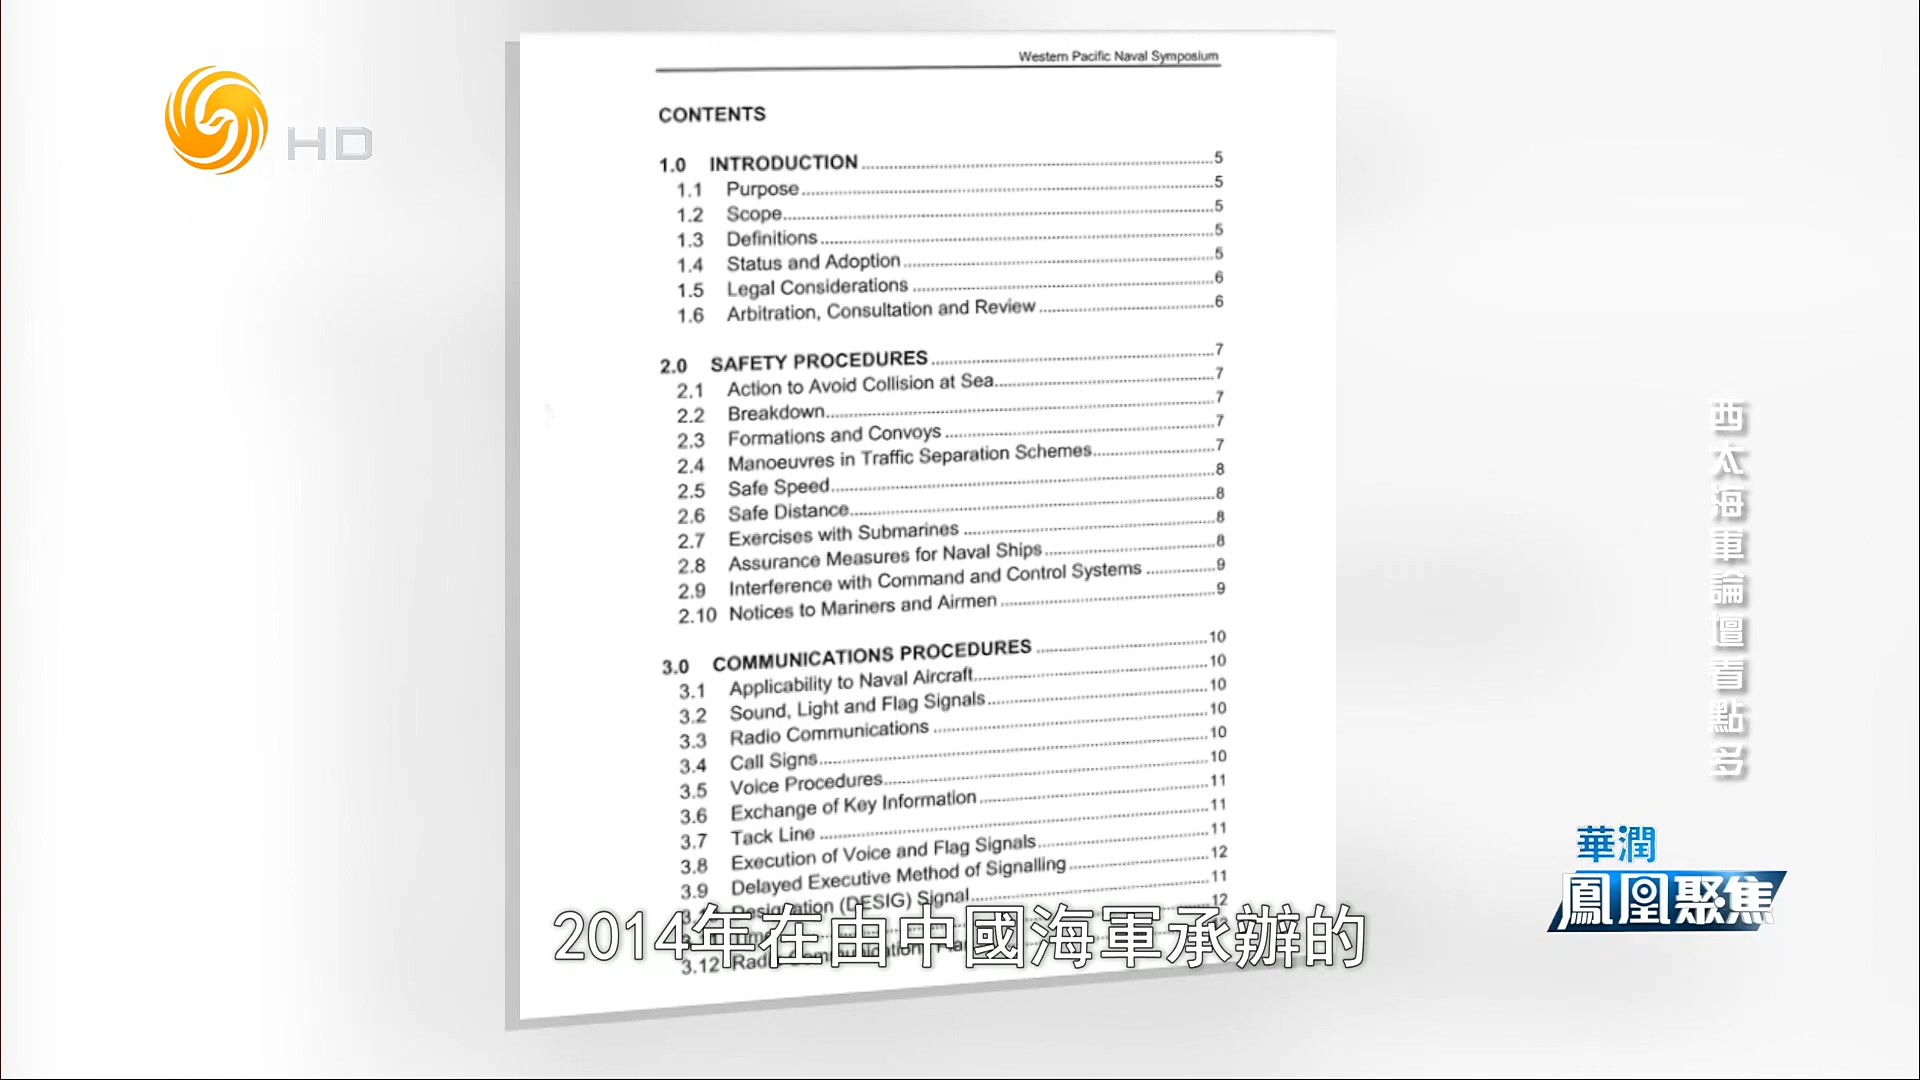 HD
Western Pacific Naval Symposium
CONTENTS
1.0 INTRODUCTION 5
1.1 Purpose 5
1.2 Scope 5
1.3 Definitions 5
1.4 Status and Adoption 5
1.5 Legal Considerations 6
1.6 Arbitration, Consultation and Review 6
2.0 SAFETY PROCEDURES 7
2.1 Action to Avoid Collision at Sea 7
2.2 Breakdown 7
2.3 Formations and Convoys 7
2.4 Manoeuvres in Traffic Separation Schemes 7
2.5 Safe Speed 8
2.6 Safe Distance 8
2.7 Exercises with Submarines 8
2.8 Assurance Measures for Naval Ships 8
2.9 Interference with Command and Control Systems 9
2.10 Notices to Mariners and Airmen 9
3.0 COMMUNICATIONS PROCEDURES 10
3.1 Applicability to Naval Aircraft 10
3.2 Sound, Light and Flag Signals 10
3.3 Radio Communications 10
3.4 Call Signs 10
3.5 Voice Procedures 10
3.6 Exchange of Key Information 11
3.7 Tack Line 11
3.8 Execution of Voice and Flag Signals 11
3.9 Delayed Executive Method of Signalling 12
Designation (DESIG) Signal 11
12
3.12
2014年在由中國海軍承辦的
西太海軍論壇看點多
華潤
鳳凰聚焦